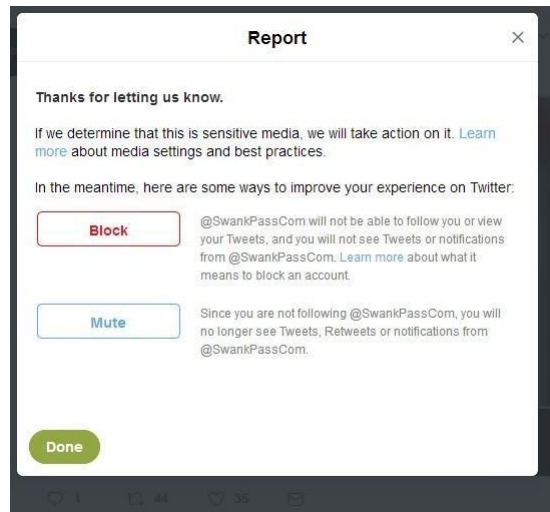 Report
Thanks for letting us know.
If we determine that this is sensitive media, we will take action on it. Learn
more about media settings and best practices.
In the meantime, here are some ways to improve your experience on Twitter:
Block
@SwankPassCom will not be able to follow you or view
your Tweets, and you will not see Tweets or notifications
from @SwankPassCom. Learn more about what it
means to block an account.
Mute
Since you are not following @SwankPassCom, you will
no longer see Tweets, Retweets or notifications from
@SwankPassCom.
Done
44 35